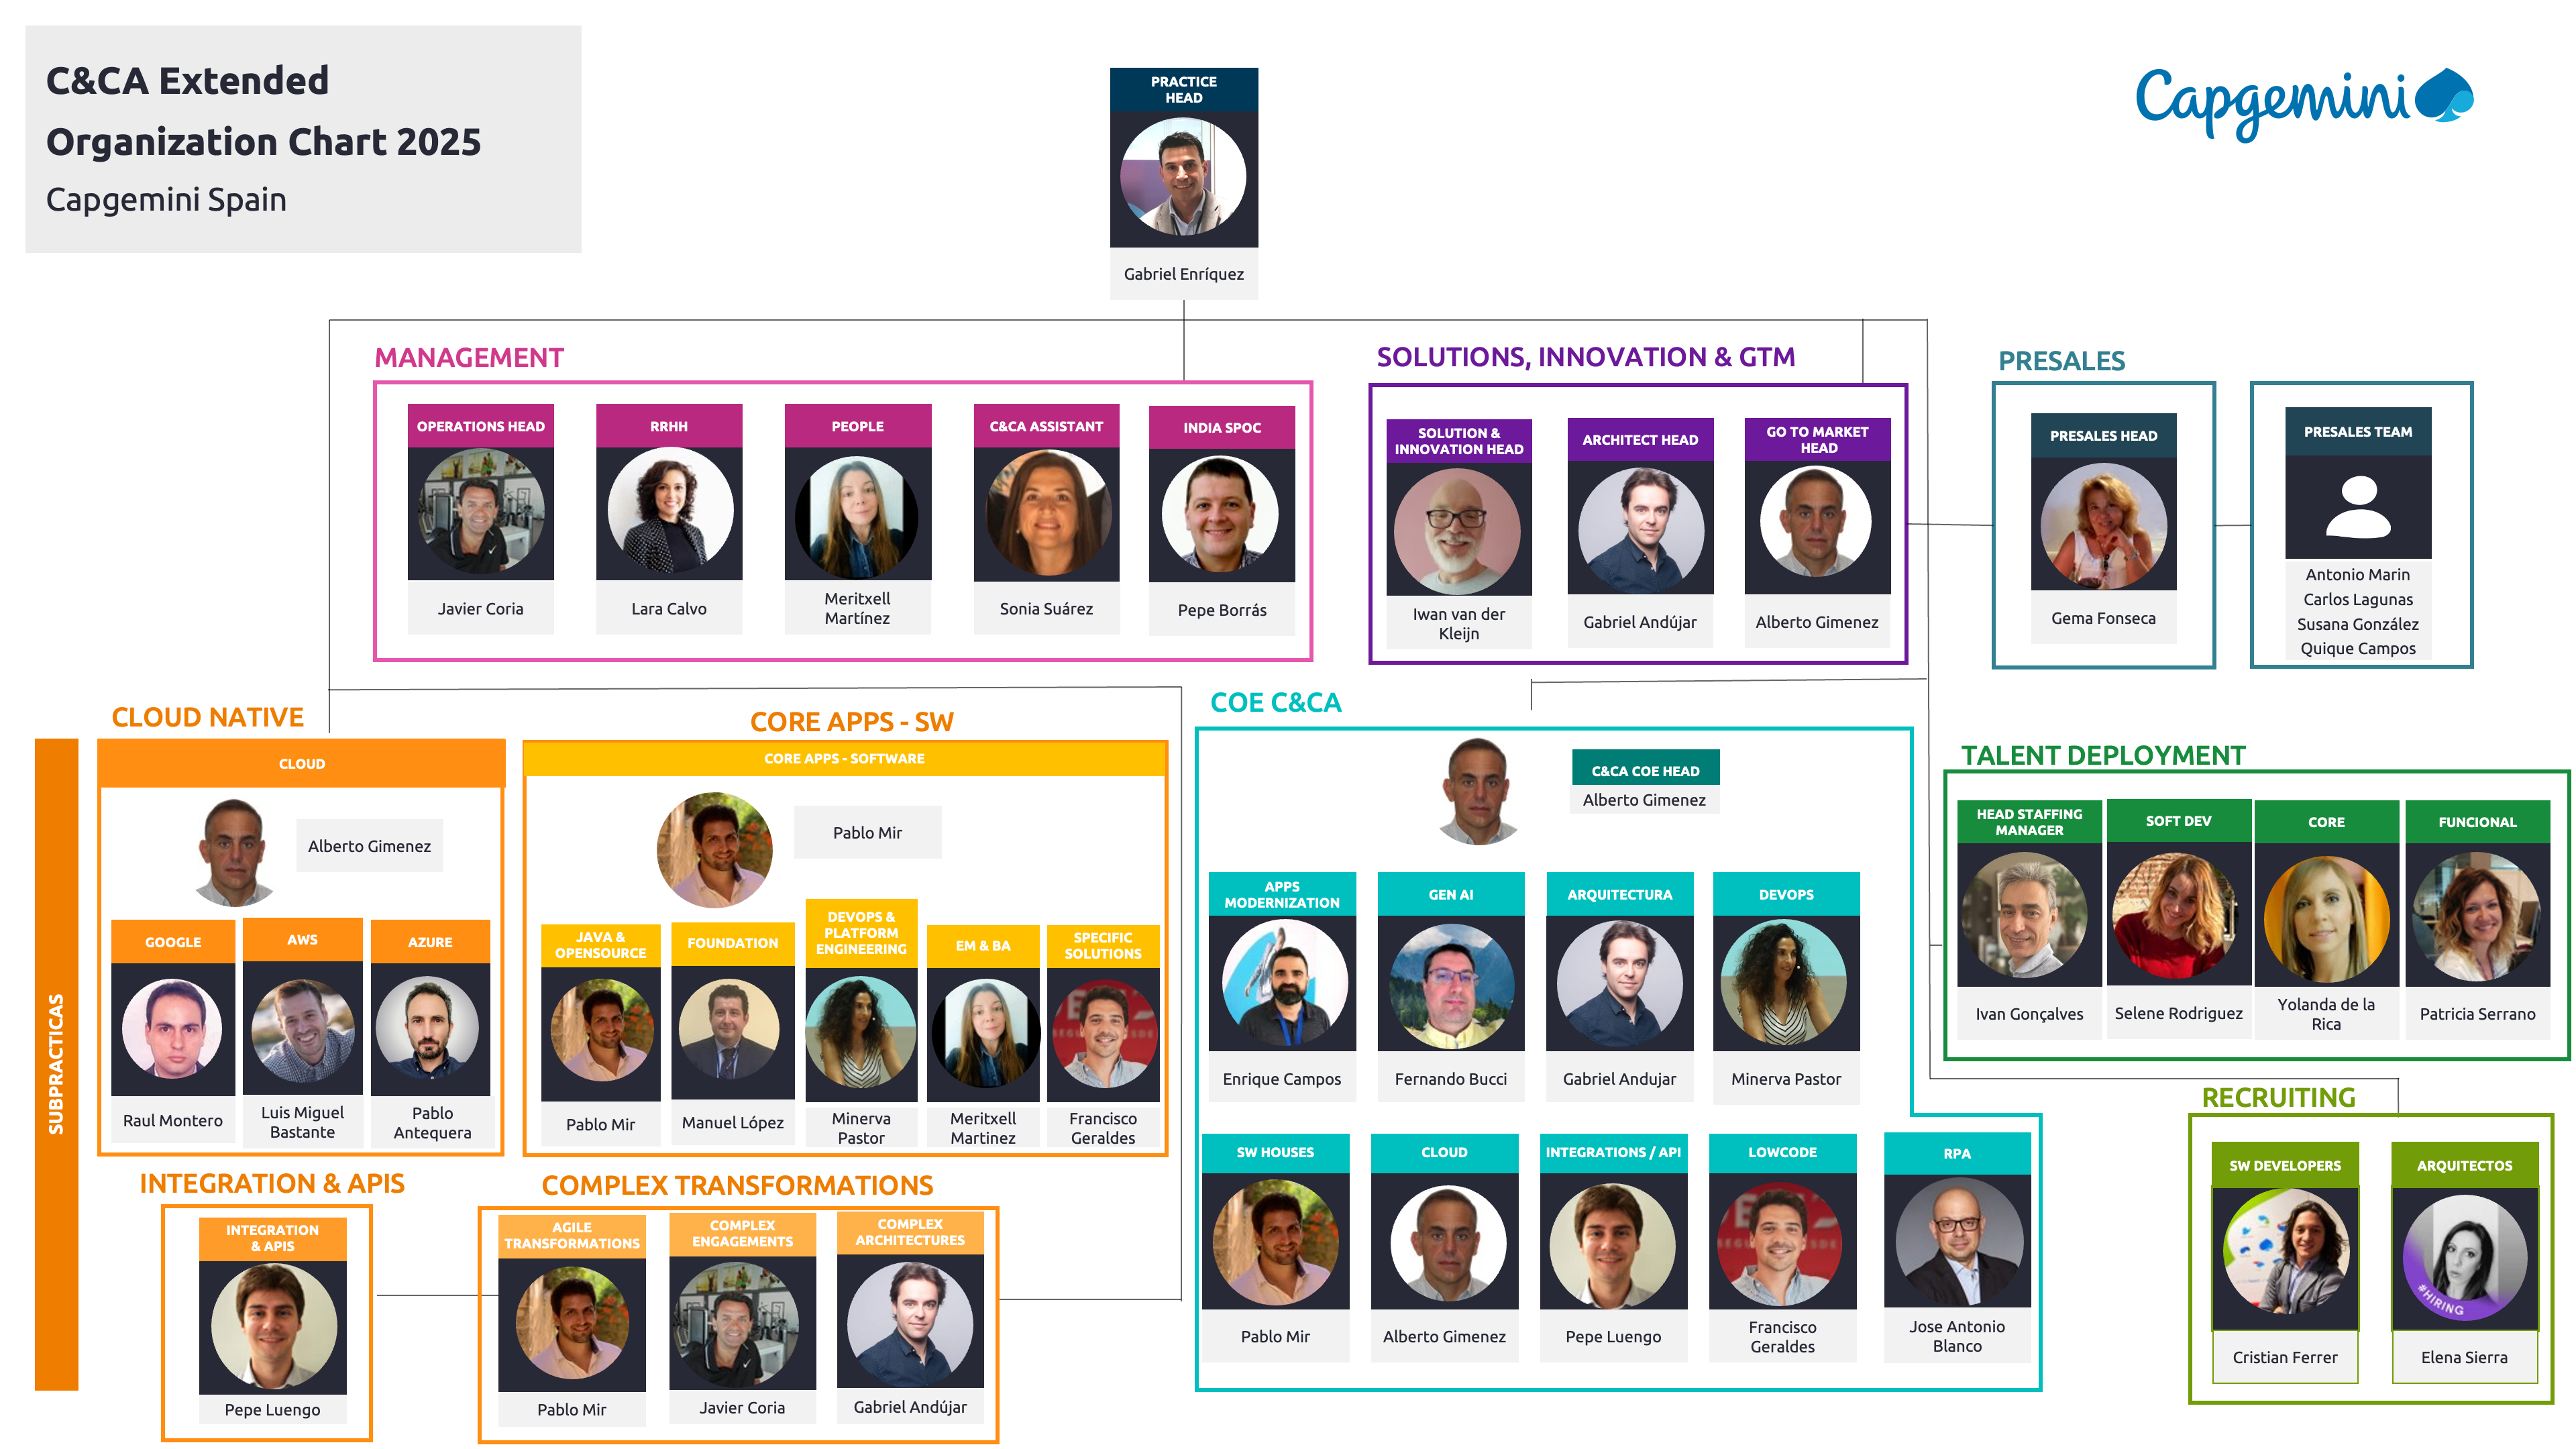 C&CA Extended
Organization Chart 2025
Capgemini Spain
Capgemini
PRACTICE
HEAD
Gabriel Enríquez
MANAGEMENT
OPERATIONS HEAD
Javier Coria
RRHH
Lara Calvo
PEOPLE
Meritxell
Martínez
C&CA ASSISTANT
Sonia Suárez
INDIA SPOC
Pepe Borrás
SOLUTIONS, INNOVATION & GTM
SOLUTION &
INNOVATION HEAD
Iwan van der
Kleijn
ARCHITECT HEAD
Gabriel Andújar
GO TO MARKET
HEAD
Alberto Gimenez
PRESALES
PRESALES HEAD
Gema Fonseca
PRESALES TEAM
Antonio Marin
Carlos Lagunas
Susana González
Quique Campos
SUBPRACTICAS
CLOUD NATIVE
CLOUD
Alberto Gimenez
GOOGLE
Raul Montero
AWS
Luis Miguel
Bastante
AZURE
Pablo
Antequera
CORE APPS - SW
CORE APPS - SOFTWARE
Pablo Mir
JAVA &
OPENSOURCE
Pablo Mir
FOUNDATION
Manuel López
DEVOPS &
PLATFORM
ENGINEERING
Minerva
Pastor
EM & BA
Meritxell
Martinez
SPECIFIC
SOLUTIONS
Francisco
Geraldes
INTEGRATION & APIS
INTEGRATION
& APIS
Pepe Luengo
COMPLEX TRANSFORMATIONS
AGILE
TRANSFORMATIONS
Pablo Mir
COMPLEX
ENGAGEMENTS
Javier Coria
COMPLEX
ARCHITECTURES
Gabriel Andújar
COE C&CA
C&CA COE HEAD
Alberto Gimenez
APPS
MODERNIZATION
Enrique Campos
GEN AI
Fernando Bucci
ARQUITECTURA
Gabriel Andujar
DEVOPS
Minerva Pastor
SW HOUSES
Pablo Mir
CLOUD
Alberto Gimenez
INTEGRATIONS / API
Pepe Luengo
LOWCODE
Francisco
Geraldes
RPA
Jose Antonio
Blanco
TALENT DEPLOYMENT
HEAD STAFFING
MANAGER
Ivan Gonçalves
SOFT DEV
Selene Rodriguez
CORE
Yolanda de la
Rica
FUNCIONAL
Patricia Serrano
RECRUITING
SW DEVELOPERS
Cristian Ferrer
ARQUITECTOS
#HIRING
Elena Sierra